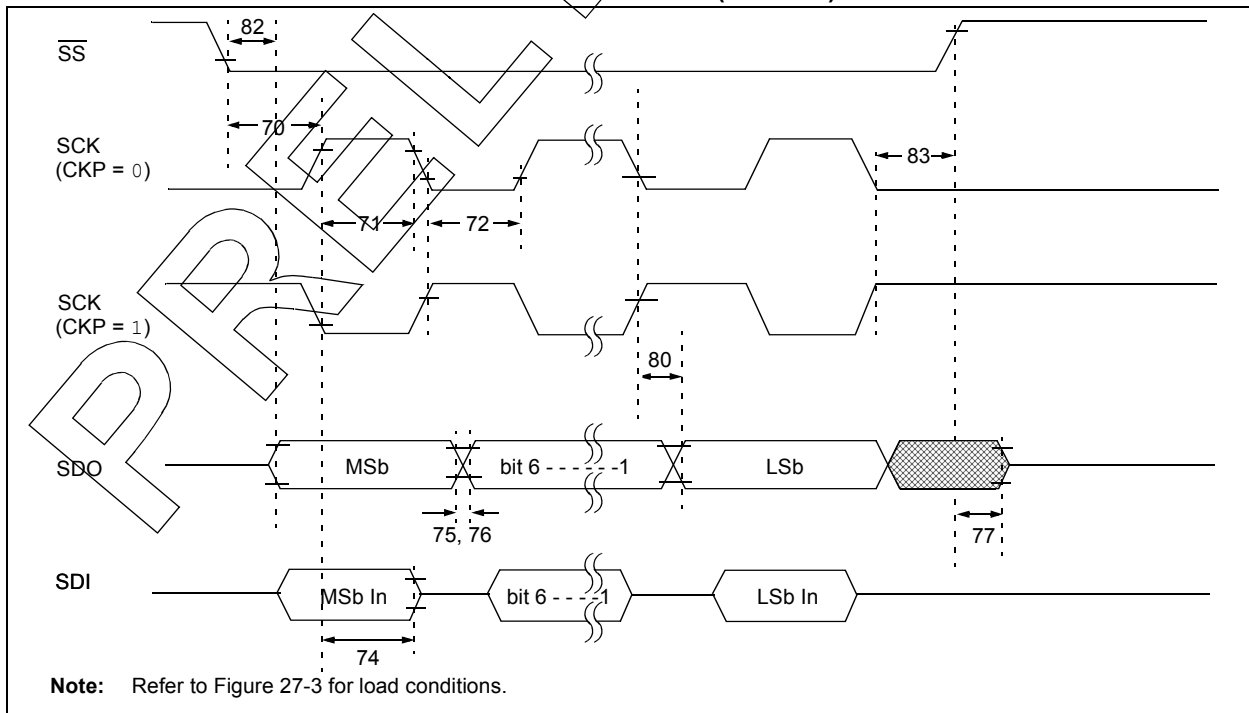 82
SS
70
SCK
(CKP = 0)
83
71
72
SCK
(CKP = 1)
80
SDO
MSb
bit 6 - - - - - -1
LSb
75, 76
77
SDI
MSb In
bit 6 - - - -1
LSb In
74
Note: Refer to Figure 27-3 for load conditions.
PREL